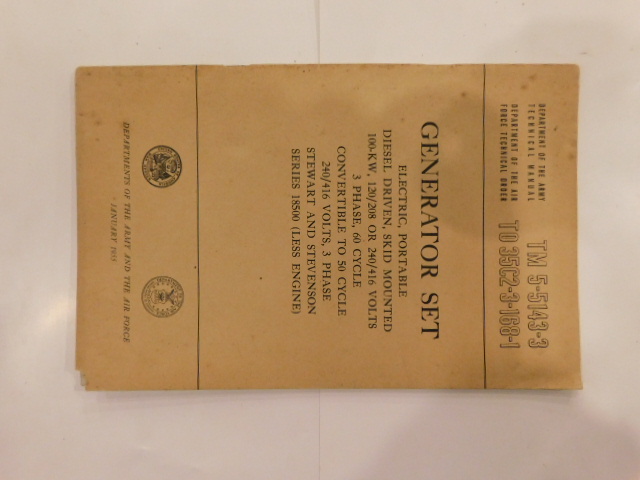 DEPARTMENT OF THE ARMY
TECHNICAL MANUAL
TM 5-5143-3
DEPARTMENT OF THE AIR
FORCE TECHNICAL ORDER
TO 35C2-3-168-1
GENERATOR SET
ELECTRIC, PORTABLE
DIESEL DRIVEN, SKID MOUNTED
100-KW, 120/208 OR 240/416 VOLTS
3 PHASE, 60 CYCLE
CONVERTIBLE TO 50 CYCLE
240/416 VOLTS, 3 PHASE
STEWART AND STEVENSON
SERIES 18500 (LESS ENGINE)
DEPARTMENTS OF THE ARMY AND THE AIR FORCE
JANUARY